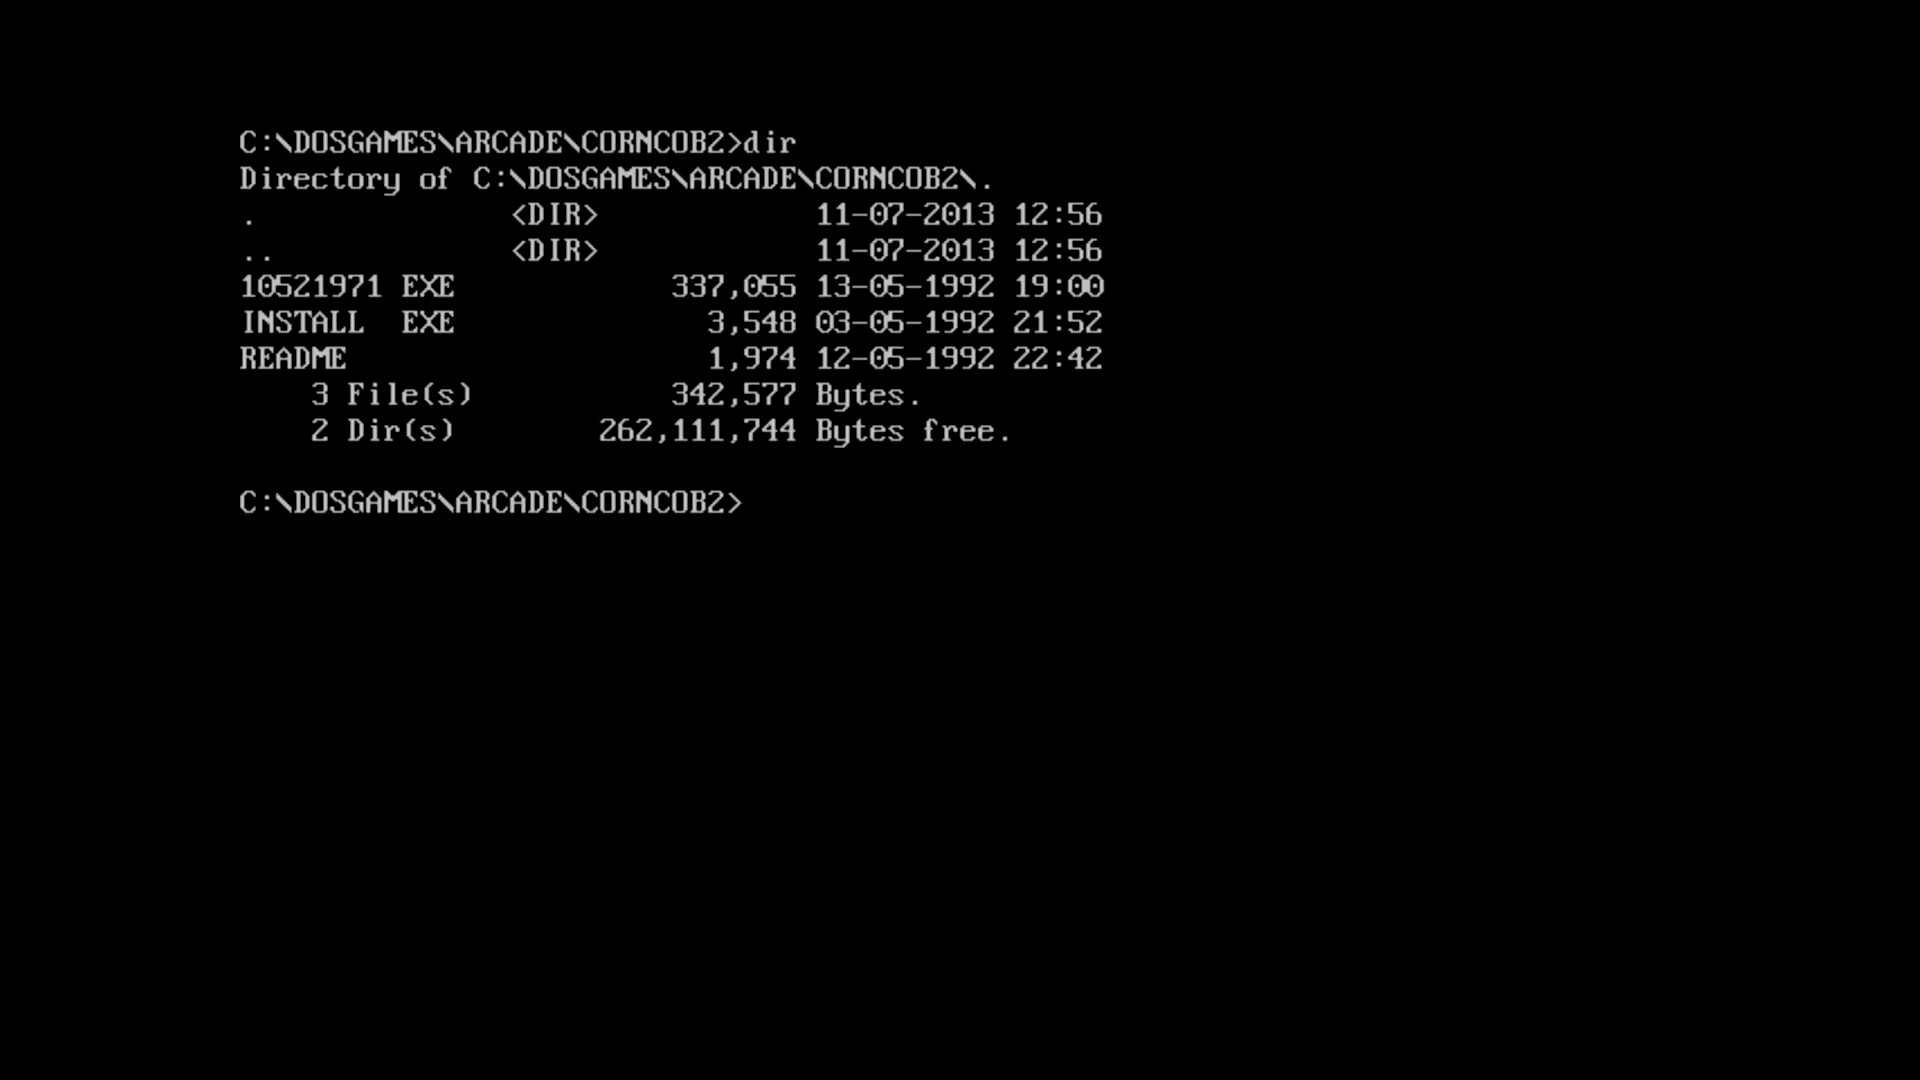 C:\DOSGAMES\ARCADE\CORNCOB2>dir
Directory of C:\DOSGAMES\ARCADE\CORNCOB2\.
.              <DIR>            11-07-2013 12:56
..             <DIR>            11-07-2013 12:56
10521971 EXE            337,055 13-05-1992 19:00
INSTALL  EXE              3,548 03-05-1992 21:52
README                    1,974 12-05-1992 22:42
    3 File(s)           342,577 Bytes.
    2 Dir(s)        262,111,744 Bytes free.
C:\DOSGAMES\ARCADE\CORNCOB2>